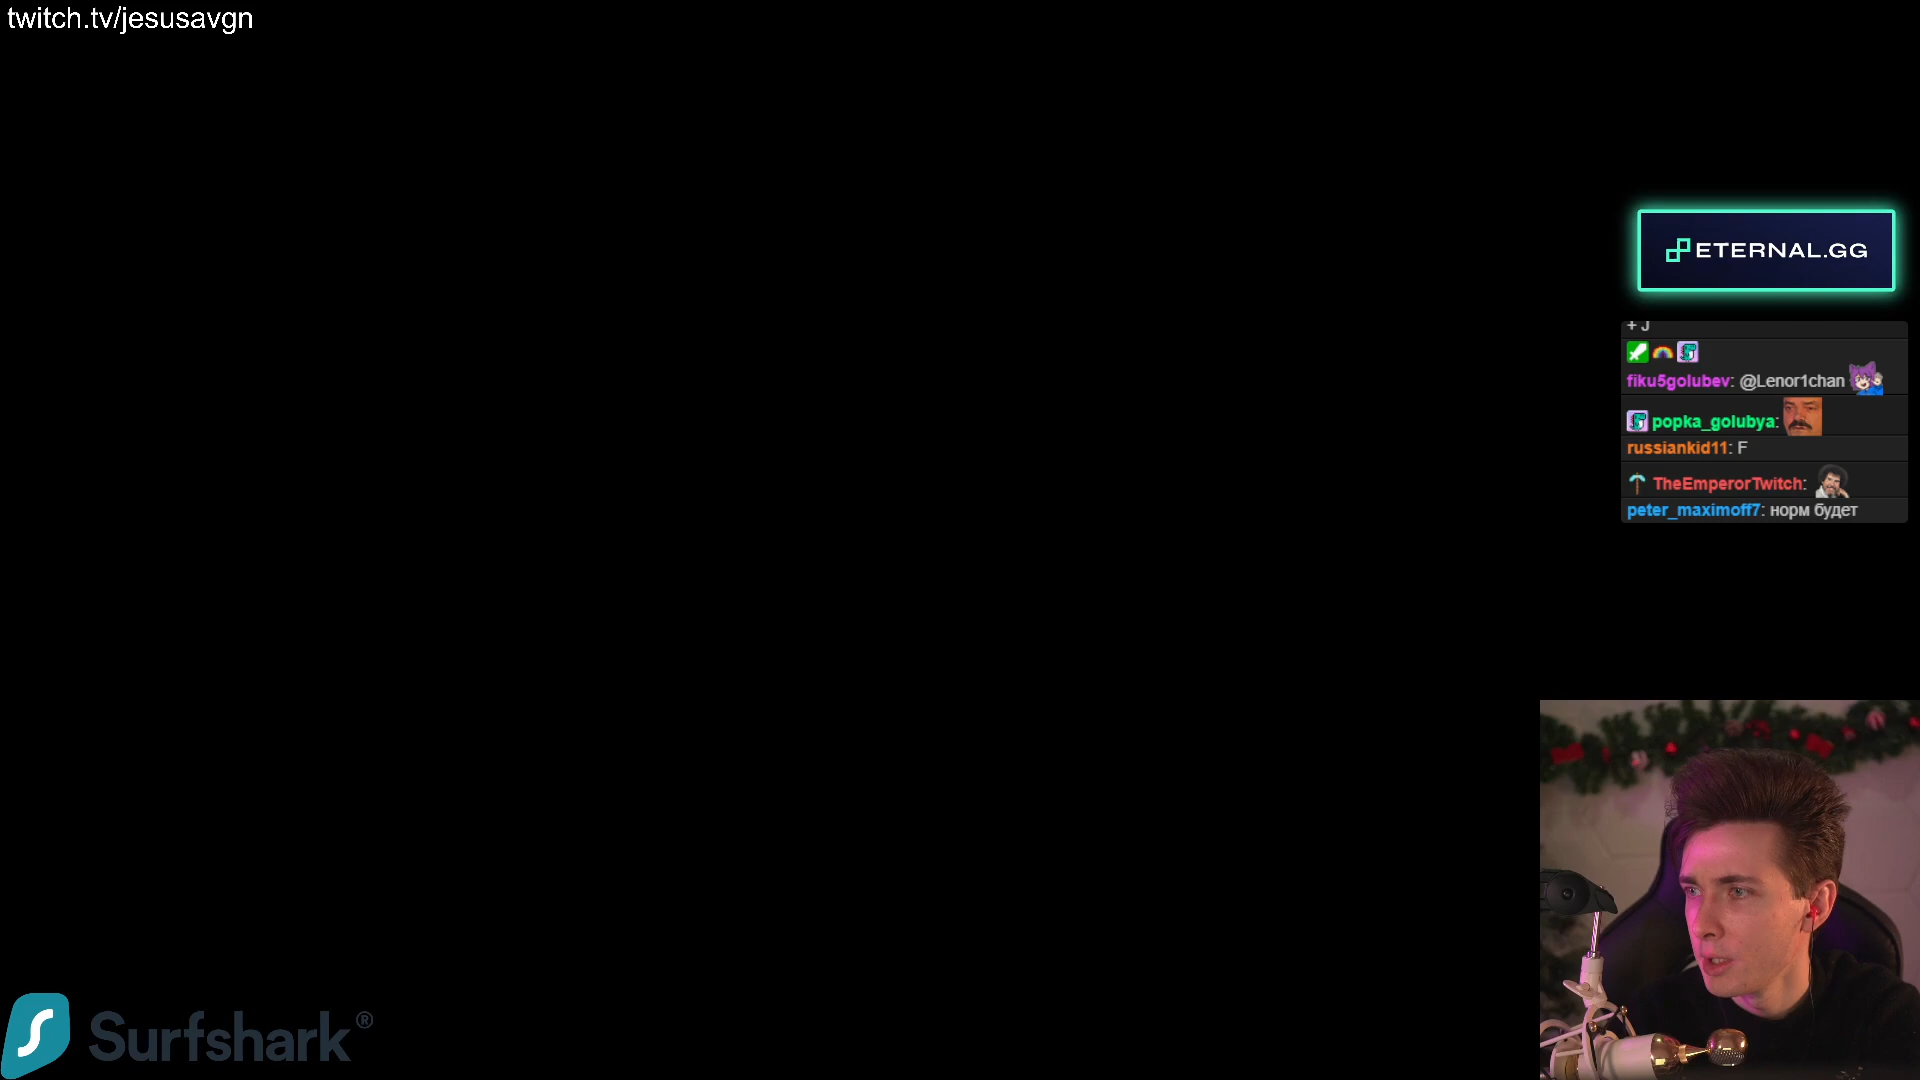 twitch.tv/jesusavgn
ETERNAL.GG
+ J
fiku5golubev: @Lenor1chan
popka_golubya:
russiankid11: F
TheEmperorTwitch:
peter_maximoff7: норм будет
Surfshark®